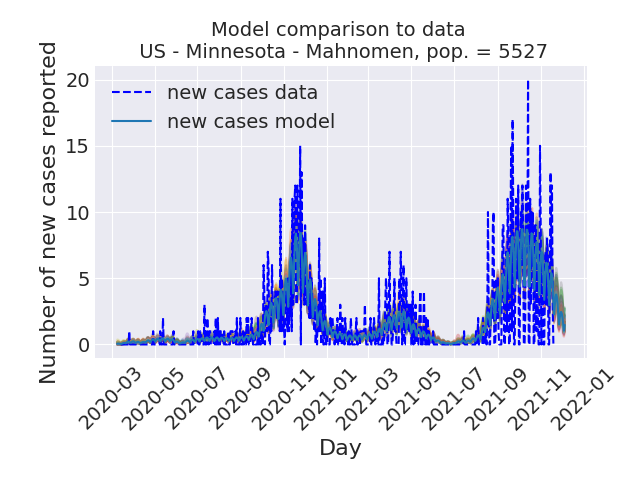 Model comparison to data
US - Minnesota - Mahnomen, pop. = 5527
Number of new cases reported
20
15
10
5
0
new cases data
new cases model
2020-03
2020-05
2020-07
2020-09
2020-11
2021-01
2021-03
2021-05
2021-07
2021-09
2021-11
2022-01
Day